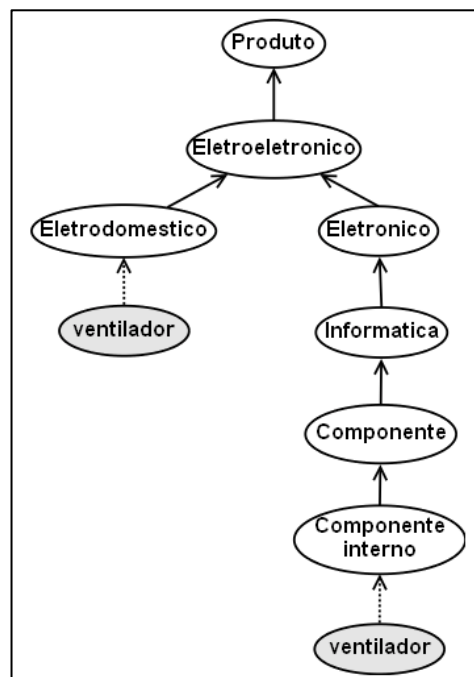 Produto
Eletroeletronico
Eletrodomestico
Eletronico
ventilador
Informatica
Componente
Componente
interno
ventilador